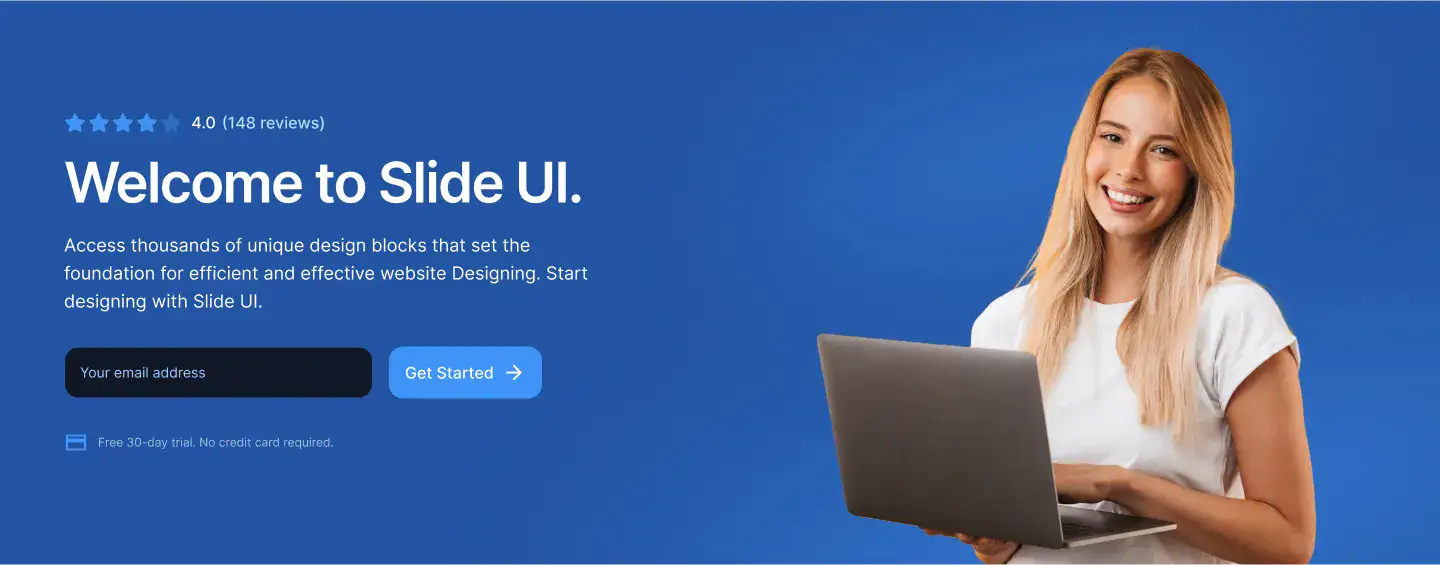 4.0 (148 reviews)
Welcome to Slide UI.
Access thousands of unique design blocks that set the
foundation for efficient and effective website Designing. Start
designing with Slide UI.
Your email address
Get Started
Free 30-day trial. No credit card required.